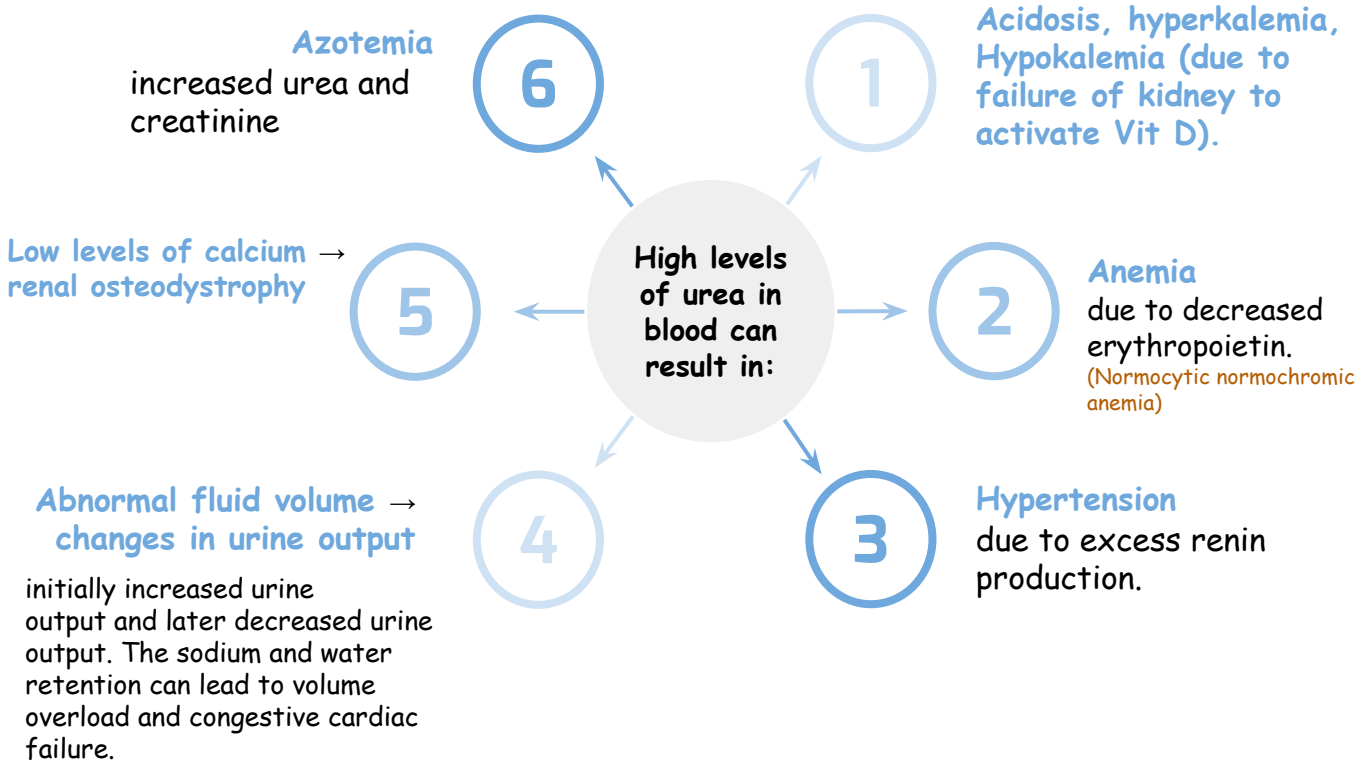 High levels
of urea in
blood can
result in:
1
Acidosis, hyperkalemia,
Hypokalemia (due to
failure of kidney to
activate Vit D).
2
Anemia
due to decreased
erythropoietin.
(Normocytic normochromic
anemia)
3
Hypertension
due to excess renin
production.
4
Abnormal fluid volume →
changes in urine output
initially increased urine
output and later decreased urine
output. The sodium and water
retention can lead to volume
overload and congestive cardiac
failure.
5
Low levels of calcium →
renal osteodystrophy
6
Azotemia
increased urea and
creatinine